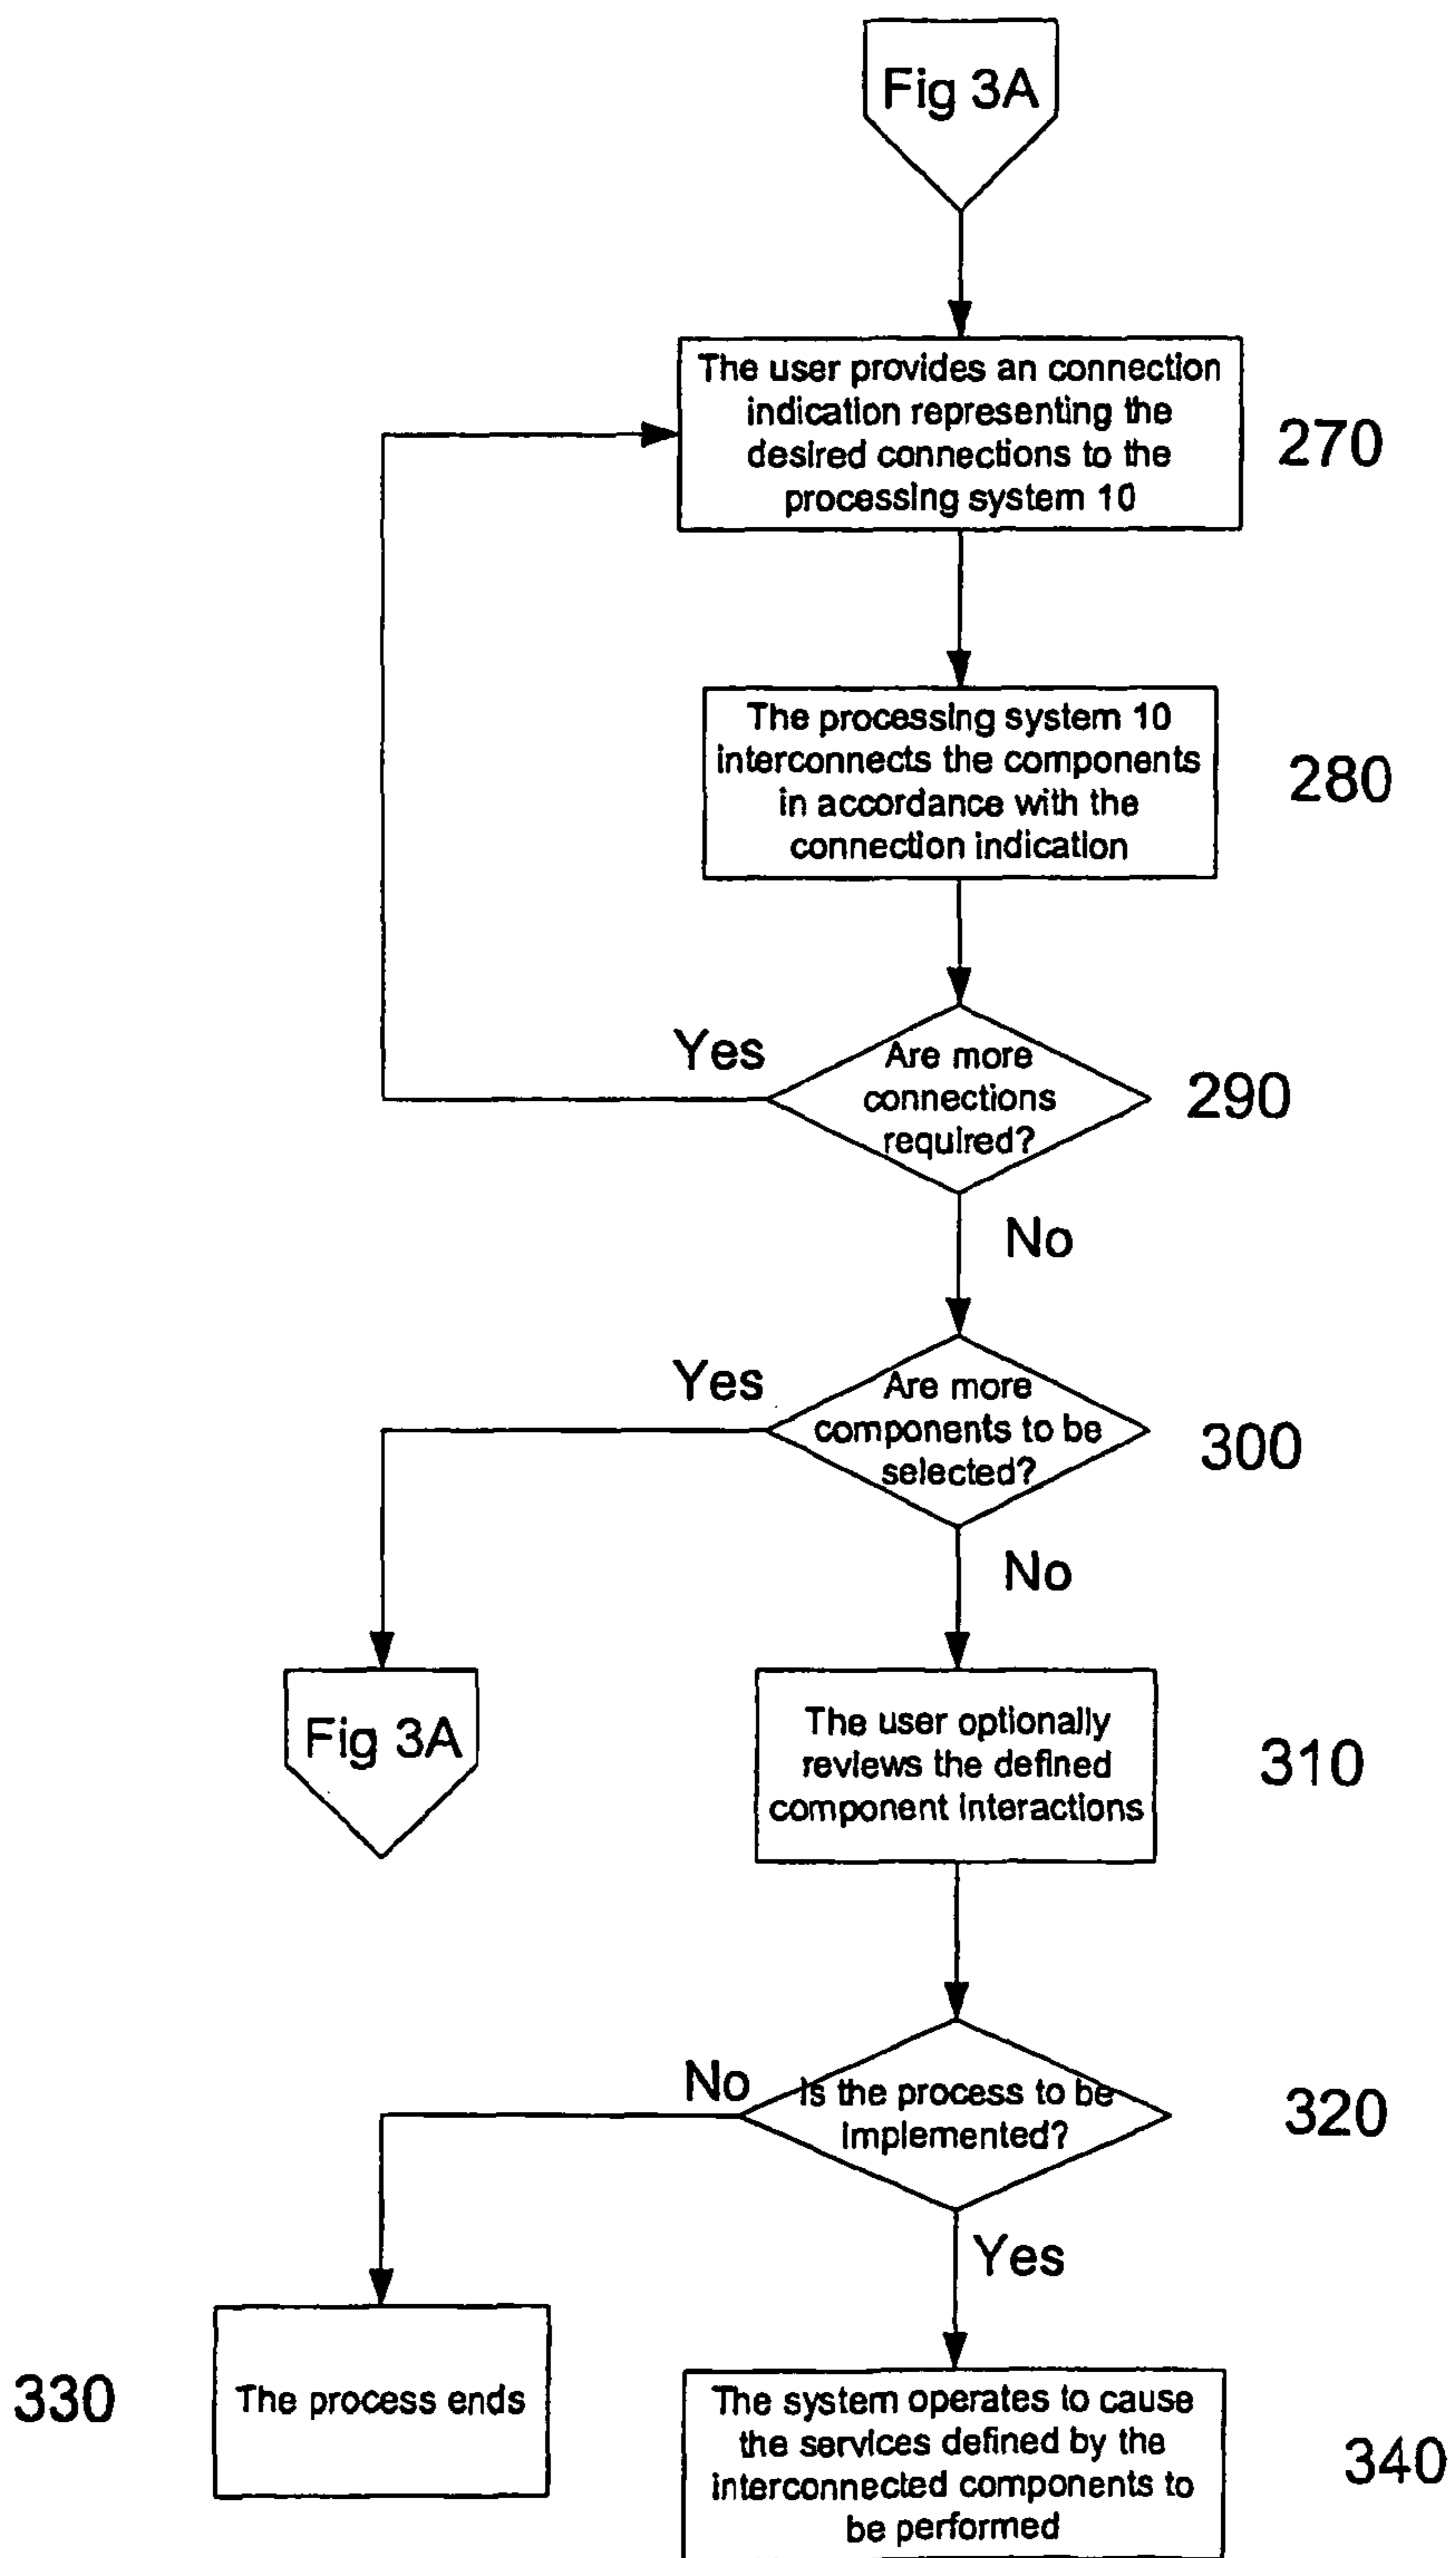 Fig 3A
The user provides an connection
indication representing the
desired connections to the
processing system 10
270
The processing system 10
interconnects the components
in accordance with the
connection indication
280
Yes
Are more
connections
required?
290
No
Yes
Are more
components to be
selected?
300
No
Fig 3A
The user optionally
reviews the defined
component interactions
310
No
Is the process to be
implemented?
320
Yes
330
The process ends
The system operates to cause
the services defined by the
interconnected components to
be performed
340